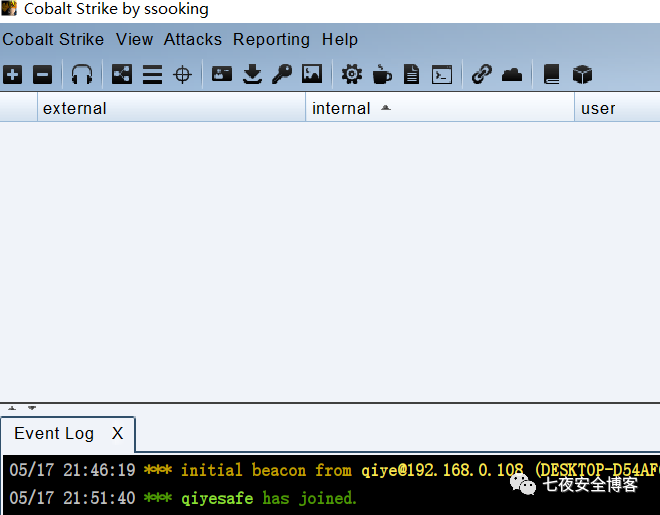 Cobalt Strike by ssooking
Cobalt Strike View Attacks Reporting Help
external internal user
Event Log X
05/17 21:46:19 *** initial beacon from qiye@192.168.0.108 (DESKTOP-D54AF
05/17 21:51:40 *** qiyesafe has joined.
七夜安全博客